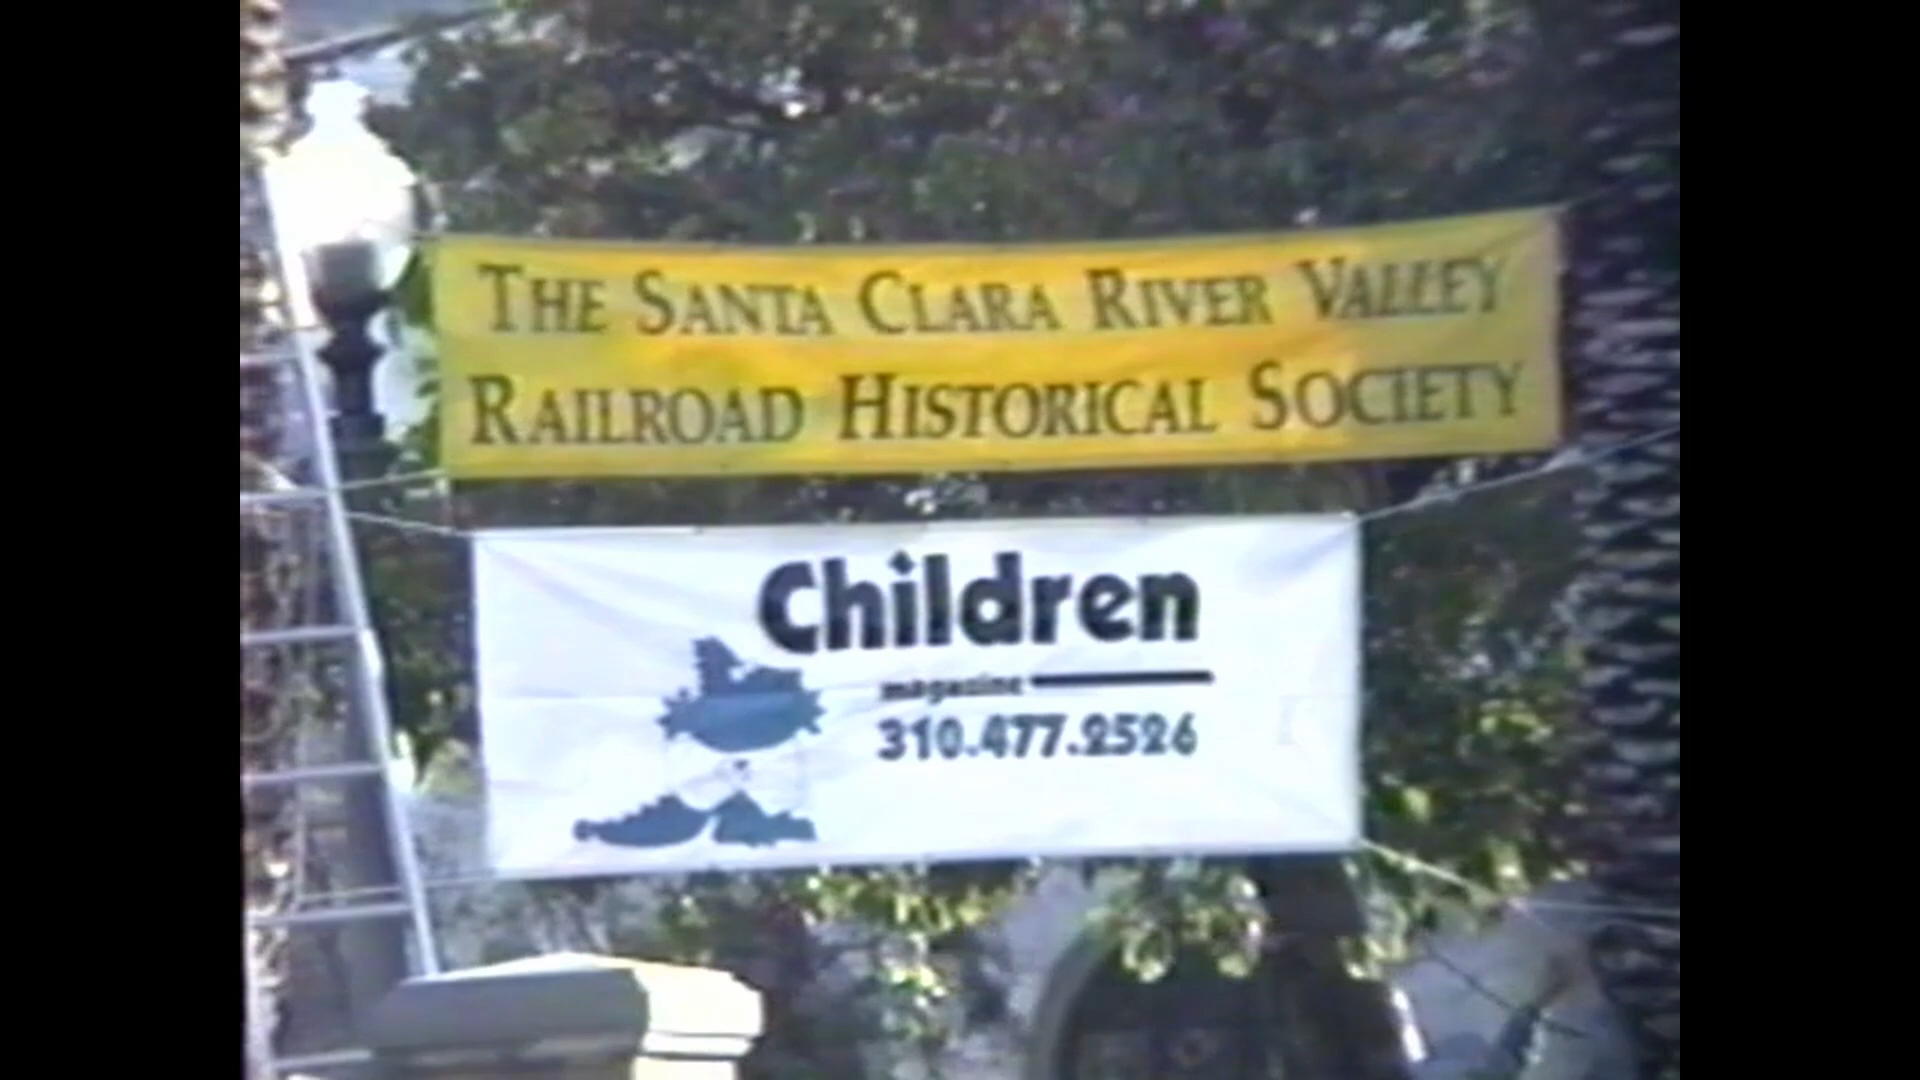 THE SANTA CLARA RIVER VALLEY
RAILROAD HISTORICAL SOCIETY
Children
magazine
310.477.2526